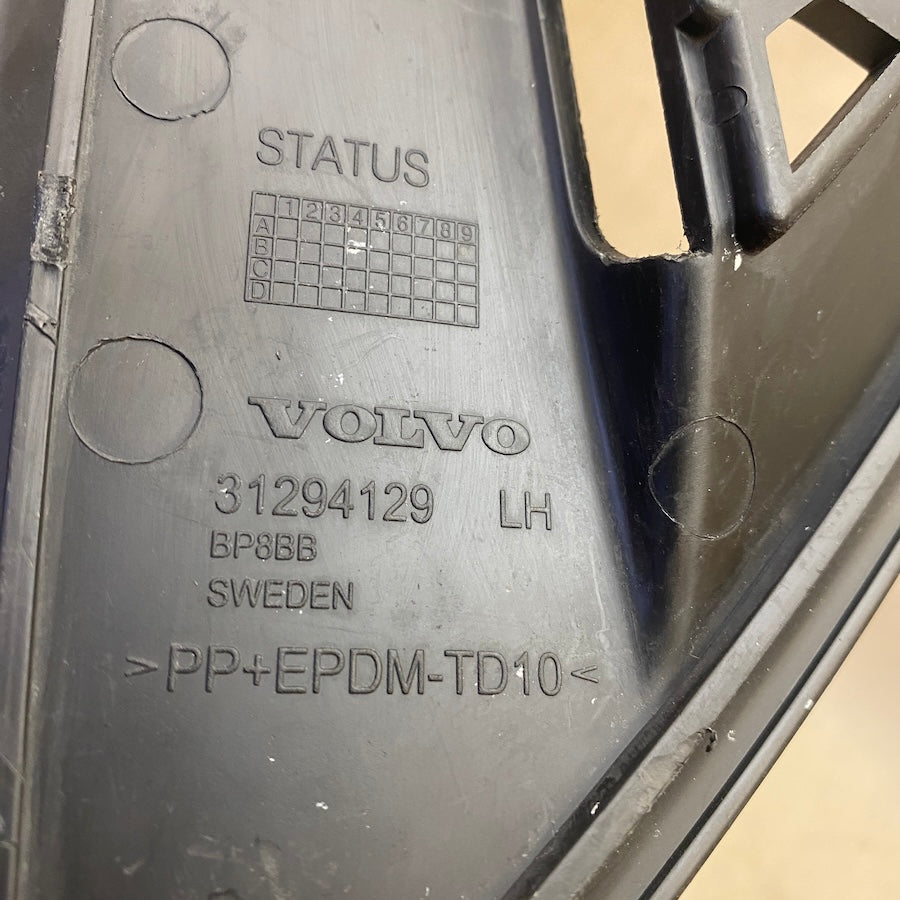 STATUS
1 2 3 4 5 6 7 8 9
A
B
C
D
VOLVO
31294129 LH
BP8BB
SWEDEN
>PP+EPDM-TD10<